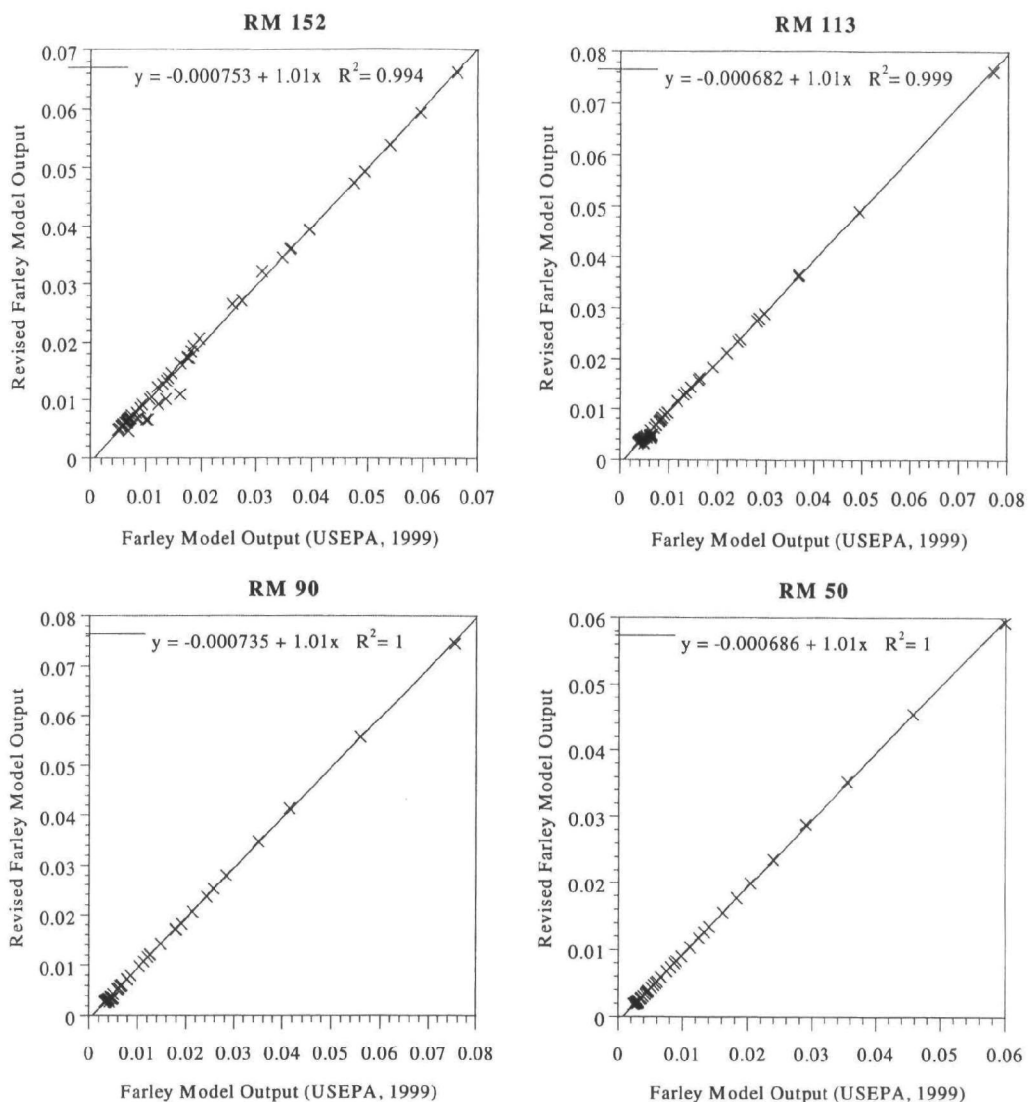 RM 152
0.07
y = -0.000753 + 1.01x R² = 0.994
0.06
0.05
0.04
0.03
0.02
0.01
0
Revised Farley Model Output
0 0.01 0.02 0.03 0.04 0.05 0.06 0.07
Farley Model Output (USEPA, 1999)
RM 113
0.08
y = -0.000682 + 1.01x R² = 0.999
0.07
0.06
0.05
0.04
0.03
0.02
0.01
0
Revised Farley Model Output
0 0.01 0.02 0.03 0.04 0.05 0.06 0.07 0.08
Farley Model Output (USEPA, 1999)
RM 90
0.08
y = -0.000735 + 1.01x R² = 1
0.07
0.06
0.05
0.04
0.03
0.02
0.01
0
Revised Farley Model Output
0 0.01 0.02 0.03 0.04 0.05 0.06 0.07 0.08
Farley Model Output (USEPA, 1999)
RM 50
0.06
y = -0.000686 + 1.01x R² = 1
0.05
0.04
0.03
0.02
0.01
0
Revised Farley Model Output
0 0.01 0.02 0.03 0.04 0.05 0.06
Farley Model Output (USEPA, 1999)